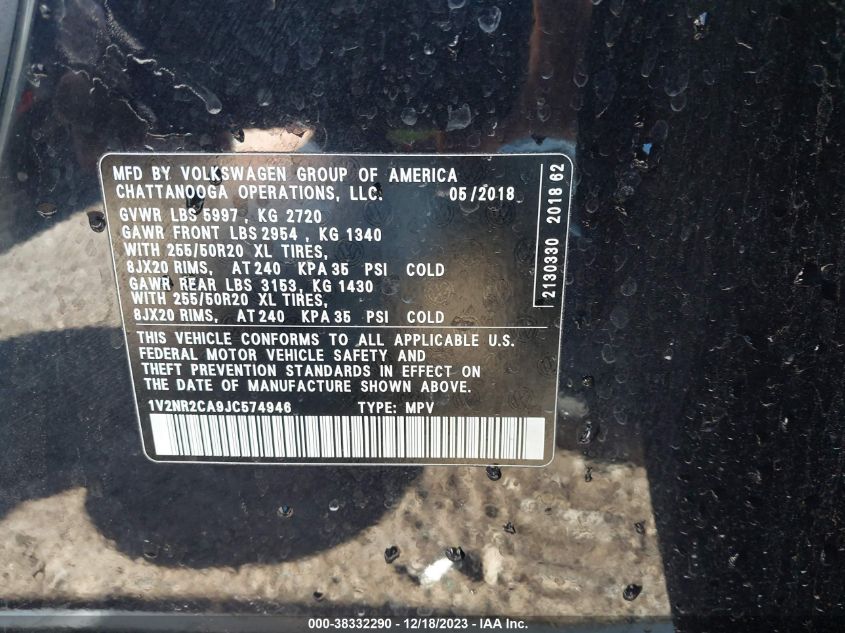 MFD BY VOLKSWAGEN GROUP OF AMERICA
CHATTANOOGA OPERATIONS, LLC. 05/2018
GVWR LBS 5997, KG 2720
GAWR FRONT LBS 2954, KG 1340
WITH 255/50R20 XL TIRES,
8JX20 RIMS, AT 240 KPA 35 PSI COLD
GAWR REAR LBS 3153, KG 1430
WITH 255/50R20 XL TIRES,
8JX20 RIMS, AT 240 KPA 35 PSI COLD
2130330 2018 62
THIS VEHICLE CONFORMS TO ALL APPLICABLE U.S.
FEDERAL MOTOR VEHICLE SAFETY AND
THEFT PREVENTION STANDARDS IN EFFECT ON
THE DATE OF MANUFACTURE SHOWN ABOVE.
1V2NR2CA9JC574946 TYPE: MPV
000-38332290 - 12/18/2023 - IAA Inc.